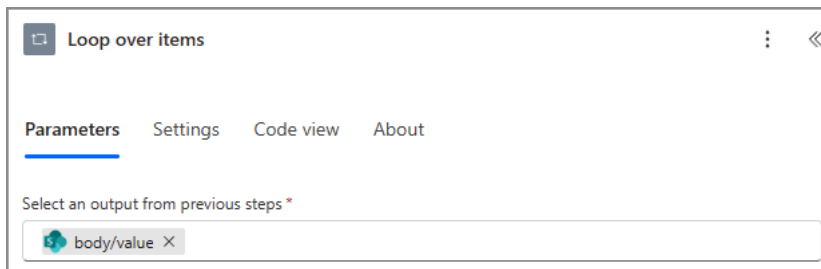 Loop over items
Parameters Settings Code view About
Select an output from previous steps *
body/value